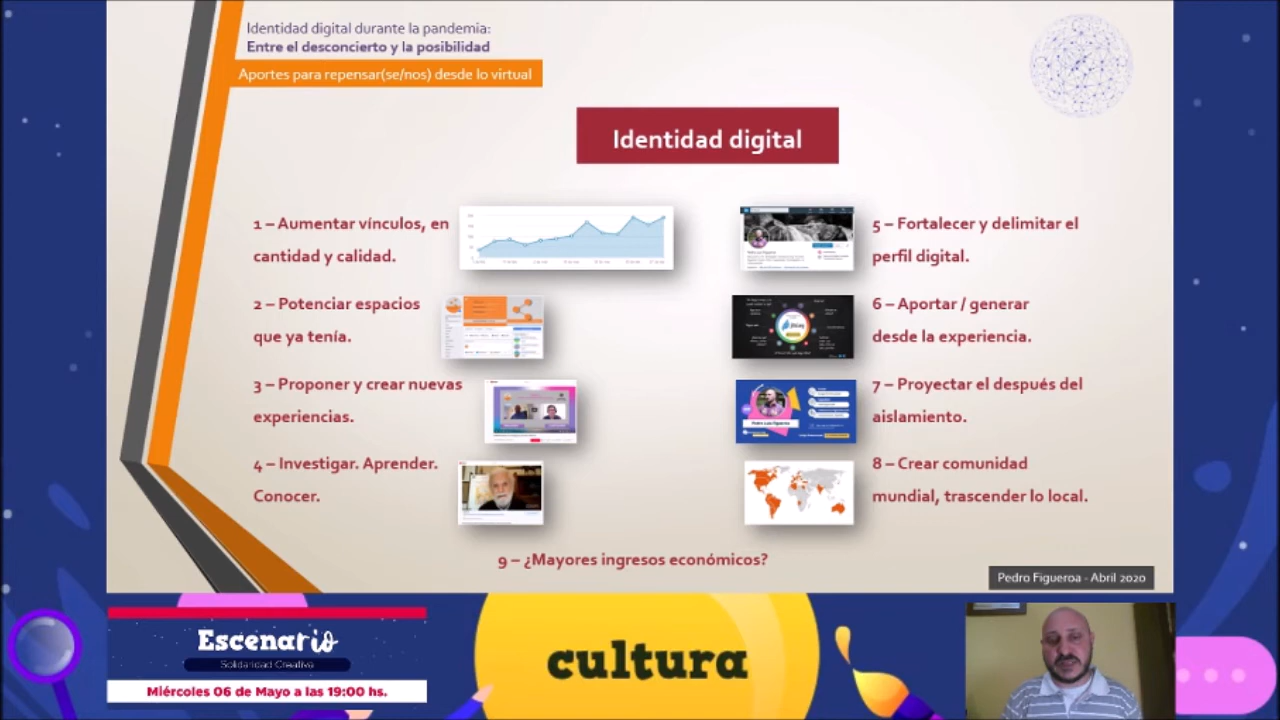 Identidad digital durante la pandemia:
Entre el desconcierto y la posibilidad
Aportes para repensar(se/nos) desde lo virtual
Identidad digital
1 – Aumentar vínculos, en
cantidad y calidad.
2 – Potenciar espacios
que ya tenía.
3 – Proponer y crear nuevas
experiencias.
4 – Investigar. Aprender.
Conocer.
5 – Fortalecer y delimitar el
perfil digital.
6 – Aportar / generar
desde la experiencia.
7 – Proyectar el después del
aislamiento.
8 – Crear comunidad
mundial, trascender lo local.
9 – ¿Mayores ingresos económicos?
Pedro Figueroa - Abril 2020
Escenario
Solidaridad Creativa
Miércoles 06 de Mayo a las 19:00 hs.
cultura